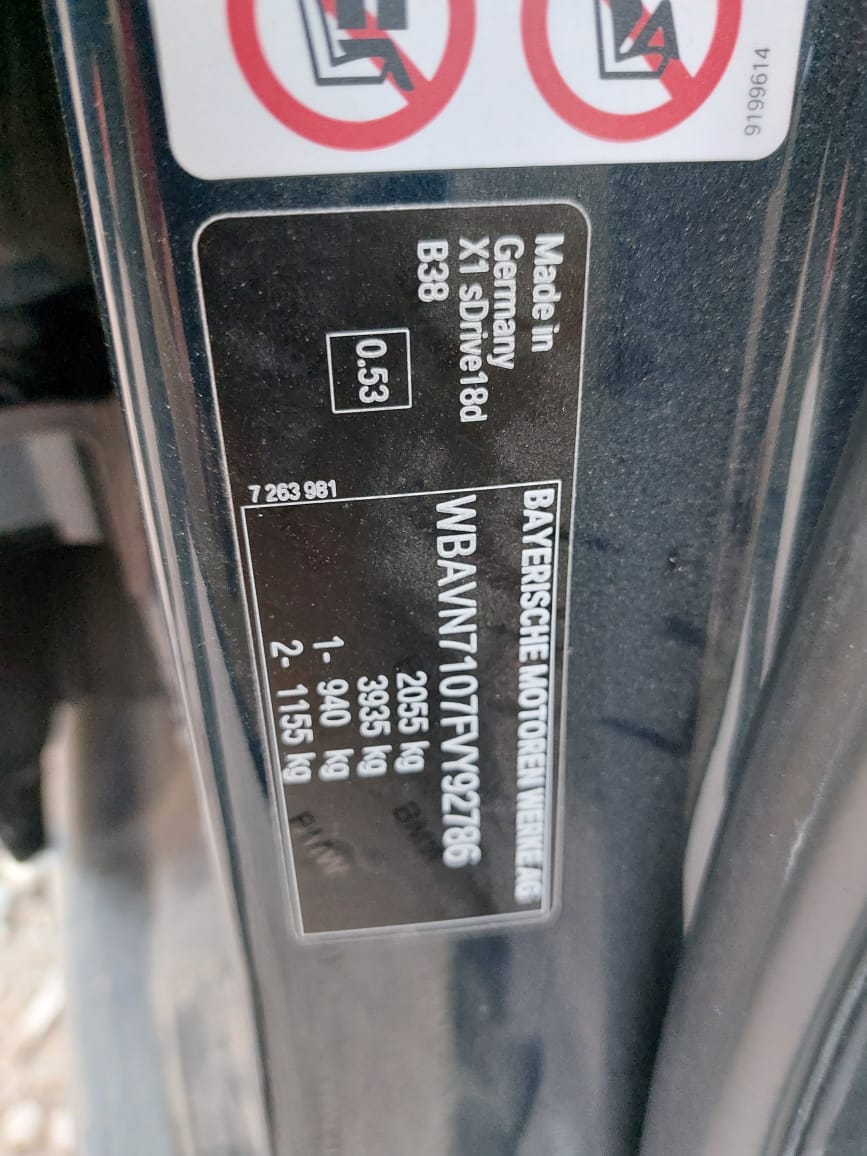 9199614
Made in
Germany
X1 sDrive18d
B38
0.53
7 263 981
BAYERISCHE MOTOREN WERKE AG
WBAVN7107FVY92786
2055 kg
3935 kg
1- 940 kg
2- 1155 kg